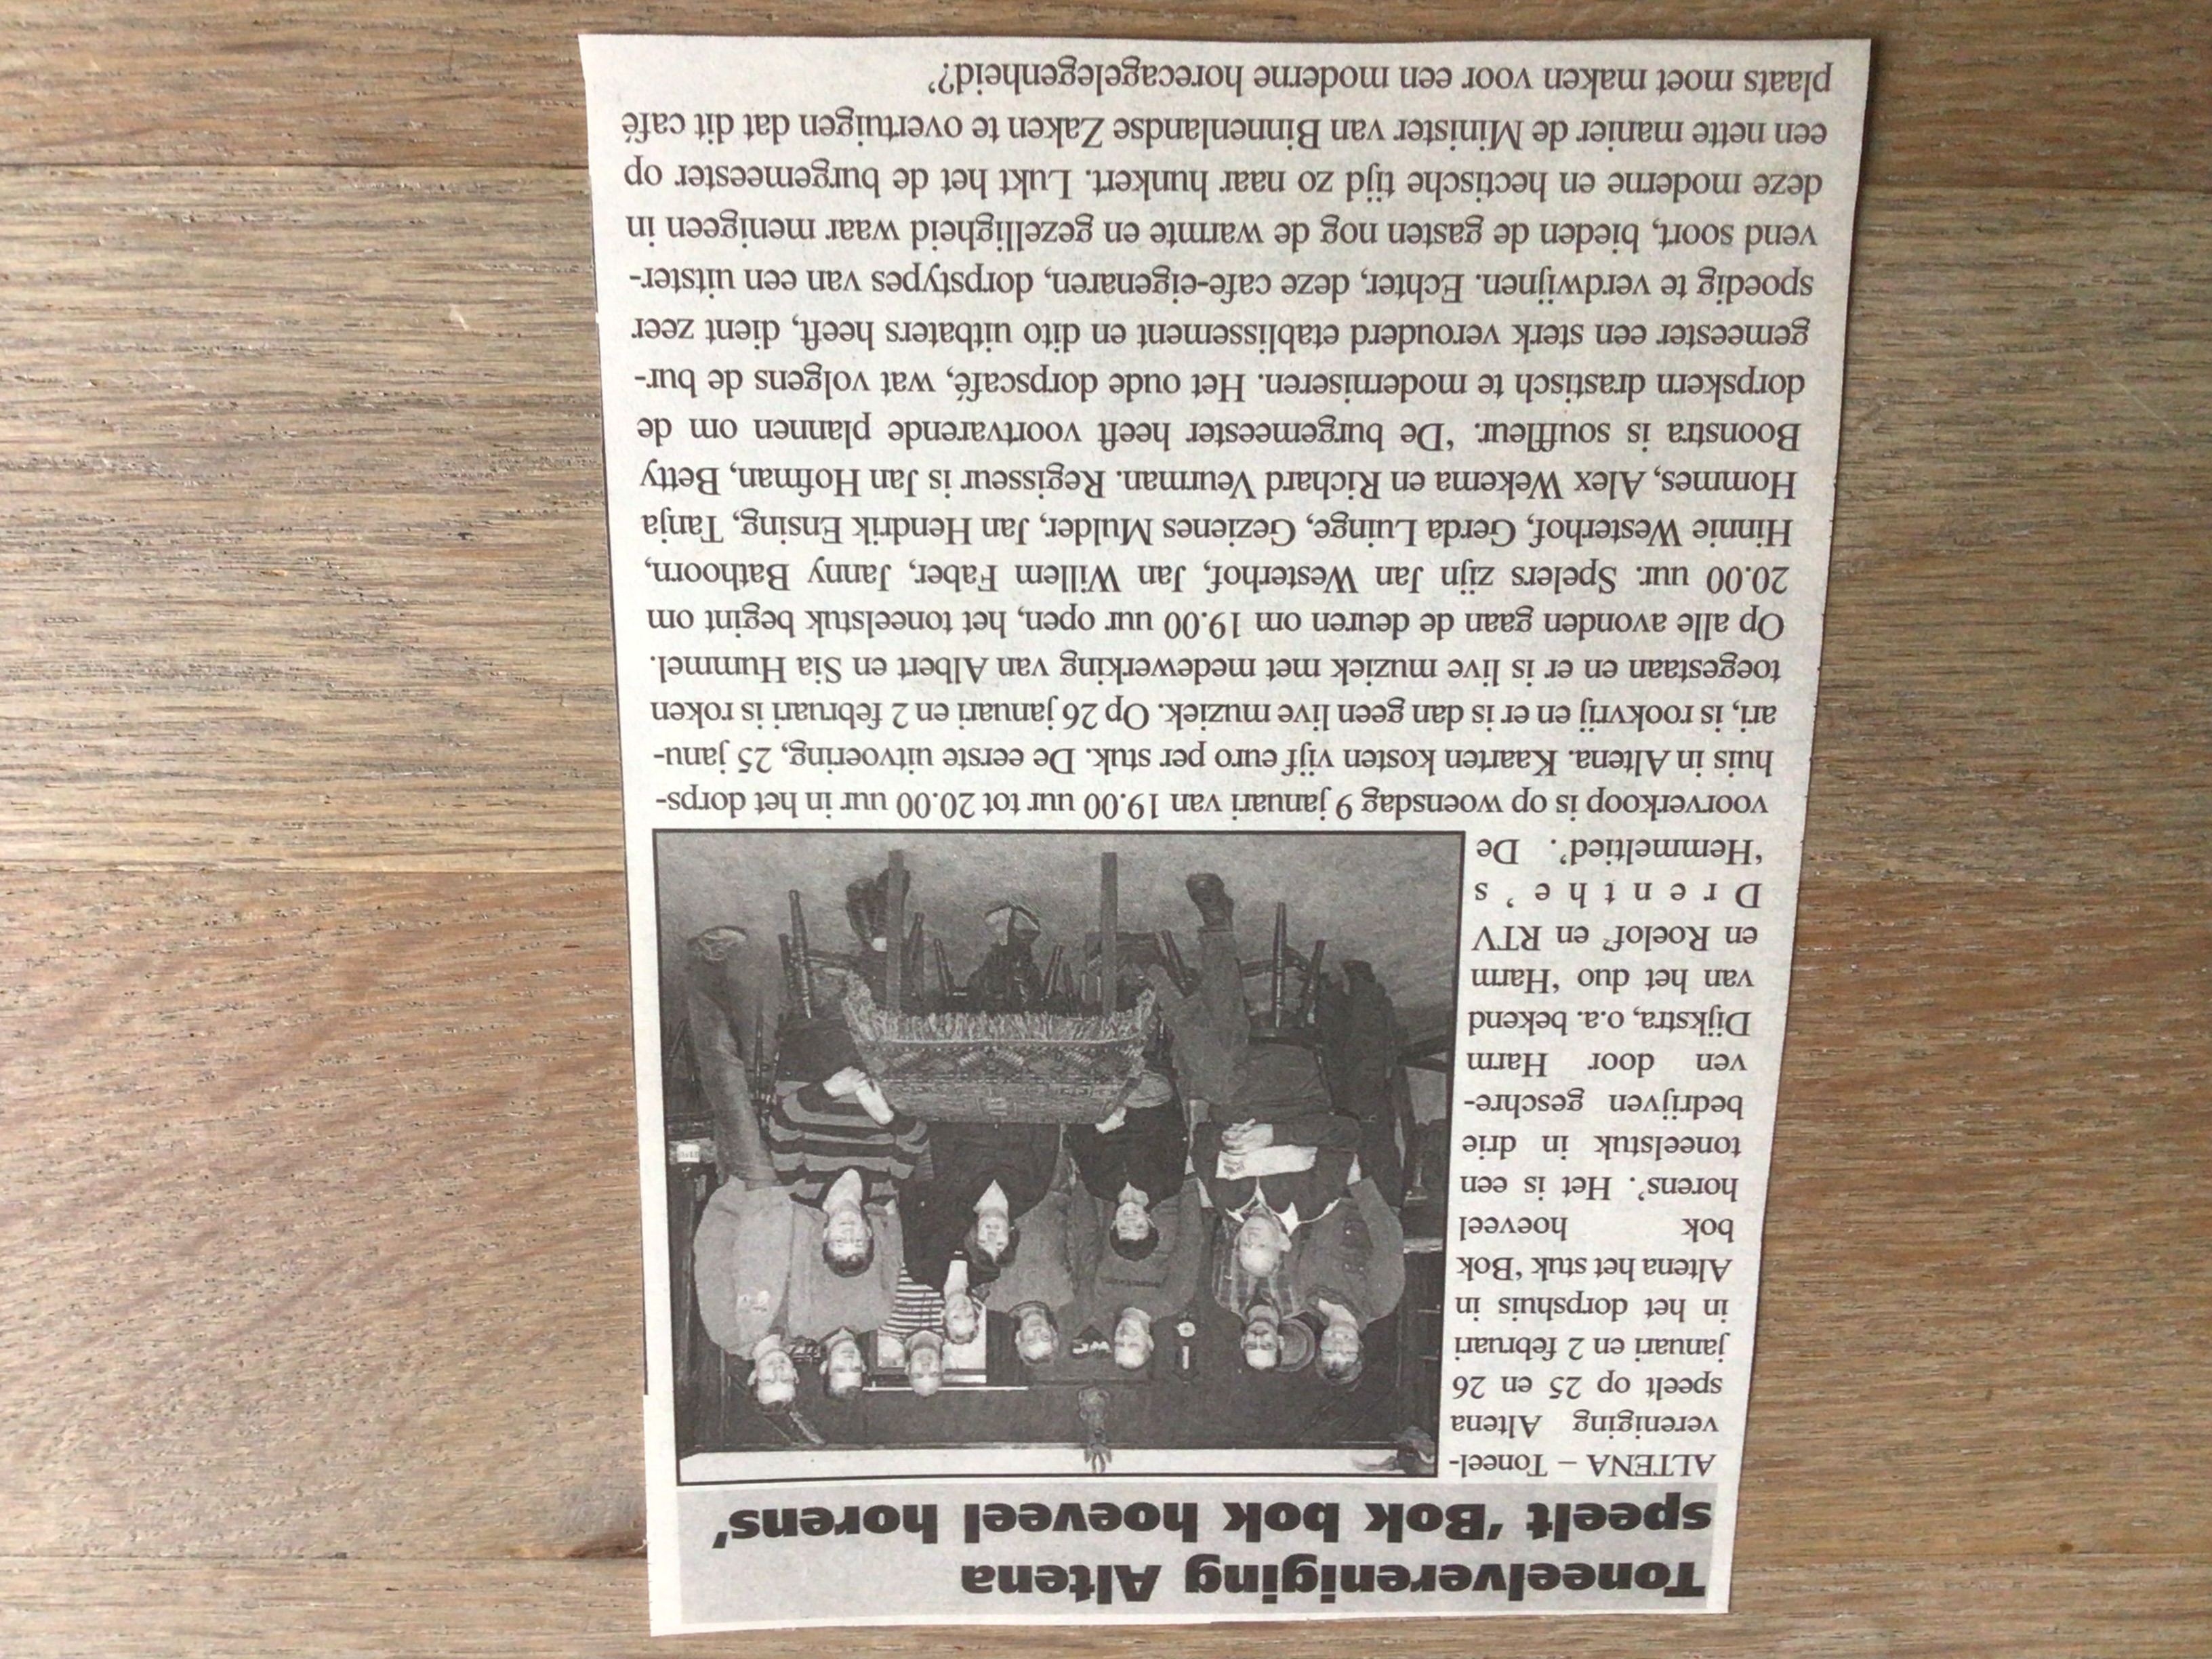 Toneelvereniging Altena
speelt 'Bok bok hoeveel horens'
ALTENA – Toneel-
vereniging Altena
speelt op 25 en 26
januari en 2 februari
in het dorpshuis in
Altena het stuk 'Bok
bok hoeveel
horens'. Het is een
toneelstuk in drie
bedrijven geschre-
ven door Harm
Dijkstra, o.a. bekend
van het duo 'Harm
en Roelof' en RTV
Drenthe's
'Hemmeltied'. De
voorverkoop is op woensdag 9 januari van 19.00 uur tot 20.00 uur in het dorps-
huis in Altena. Kaarten kosten vijf euro per stuk. De eerste uitvoering, 25 janu-
ari, is rookvrij en er is dan geen live muziek. Op 26 januari en 2 februari is roken
toegestaan en er is live muziek met medewerking van Albert en Sia Hummel.
Op alle avonden gaan de deuren om 19.00 uur open, het toneelstuk begint om
20.00 uur. Spelers zijn Jan Westerhof, Jan Willem Faber, Janny Bathoorn,
Hinnie Westerhof, Gerda Luinge, Gezienes Mulder, Jan Hendrik Ensing, Tanja
Hommes, Alex Wekema en Richard Veurman. Regisseur is Jan Hofman, Betty
Boonstra is souffleur. 'De burgemeester heeft voortvarende plannen om de
dorpskern drastisch te moderniseren. Het oude dorpscafé, wat volgens de bur-
gemeester een sterk verouderd etablissement en dito uitbaters heeft, dient zeer
spoedig te verdwijnen. Echter, deze café-eigenaren, dorpstypes van een uitster-
vend soort, bieden de gasten nog de warmte en gezelligheid waar menigeen in
deze moderne en hectische tijd zo naar hunkert. Lukt het de burgemeester op
een nette manier de Minister van Binnenlandse Zaken te overtuigen dat dit café
plaats moet maken voor een moderne horecagelegenheid?'
WC